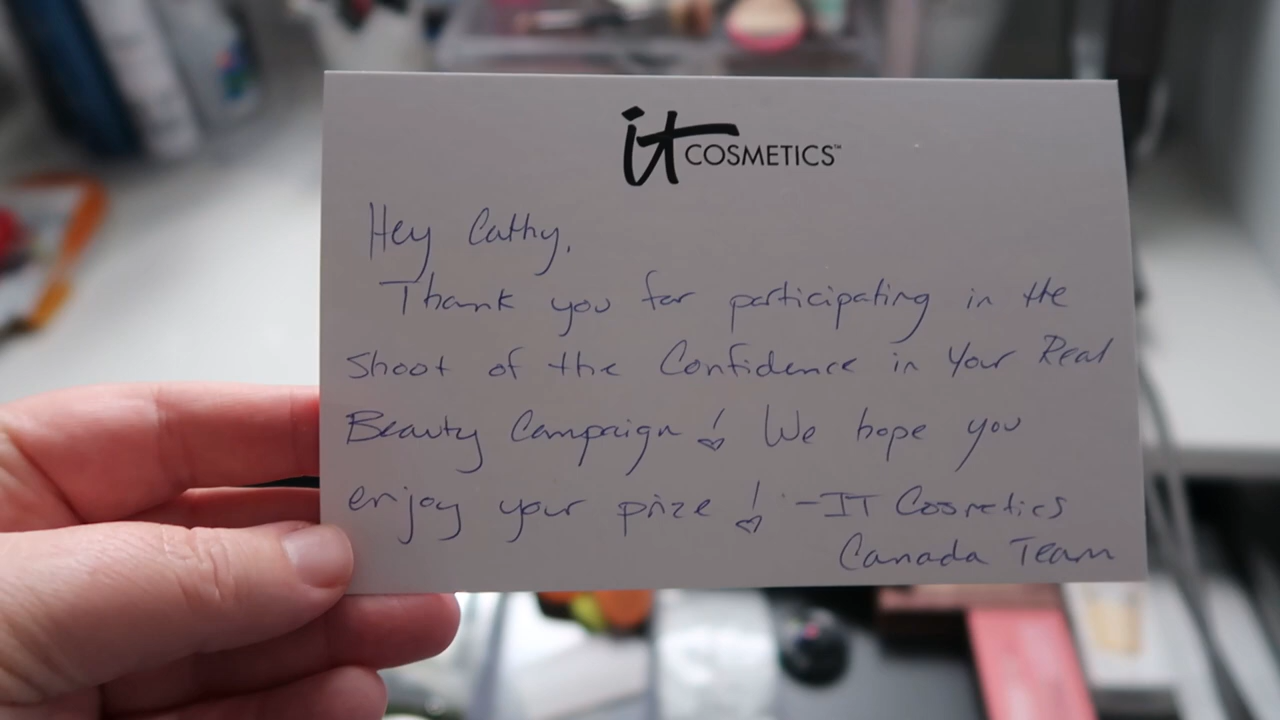 it COSMETICS™
Hey Cathy,
Thank you for participating in the
Shoot of the Confidence in Your Real
Beauty Campaign! We hope you
enjoy your prize! -IT Cosmetics
Canada Team